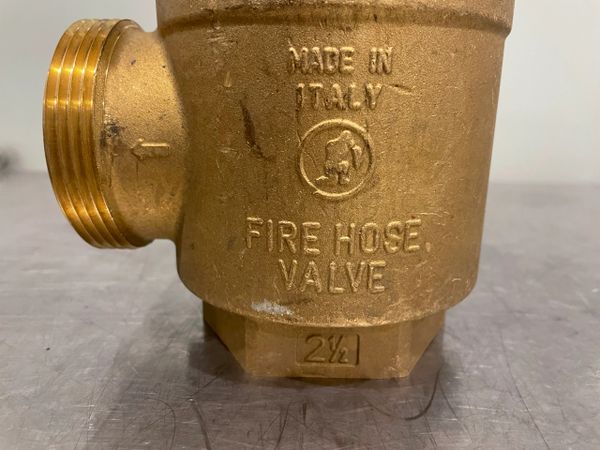 MADE IN
ITALY
FIRE HOSE
VALVE
2½